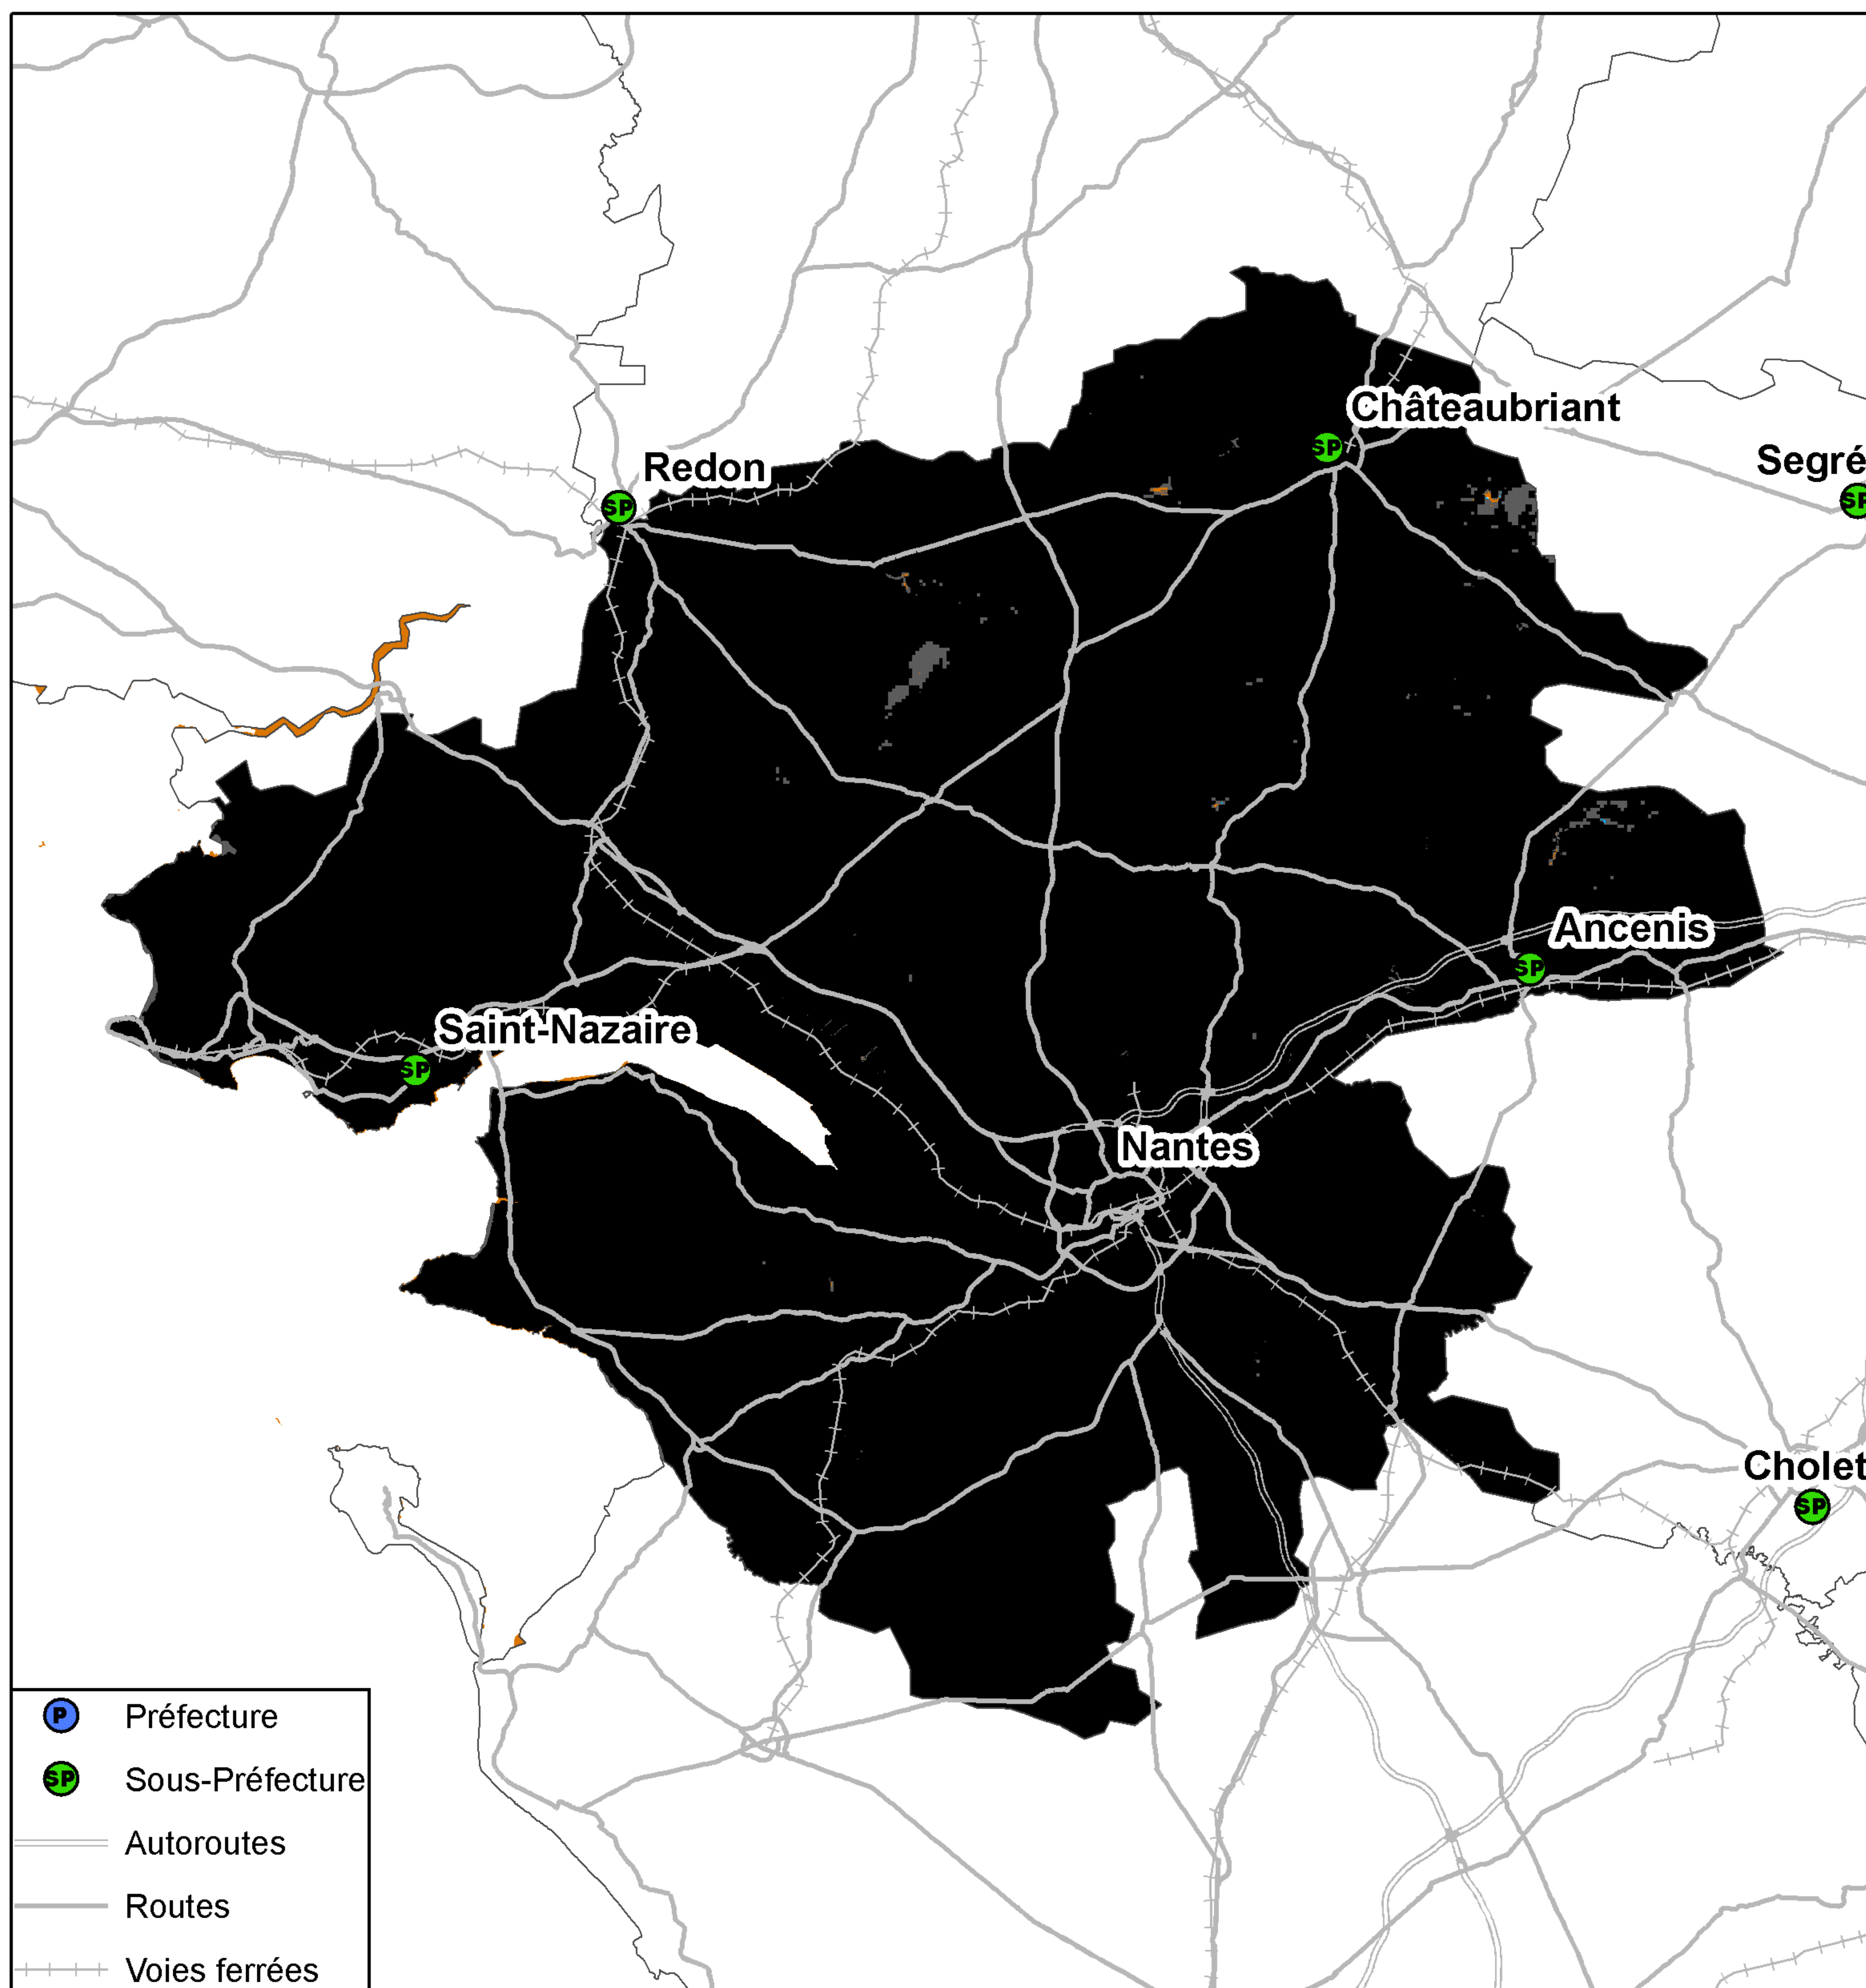 Châteaubriant
SP
Segré
SP
Redon
SP
Ancenis
SP
Saint-Nazaire
SP
Nantes
Cholet
SP
P Préfecture
SP Sous-Préfecture
Autoroutes
Routes
Voies ferrées